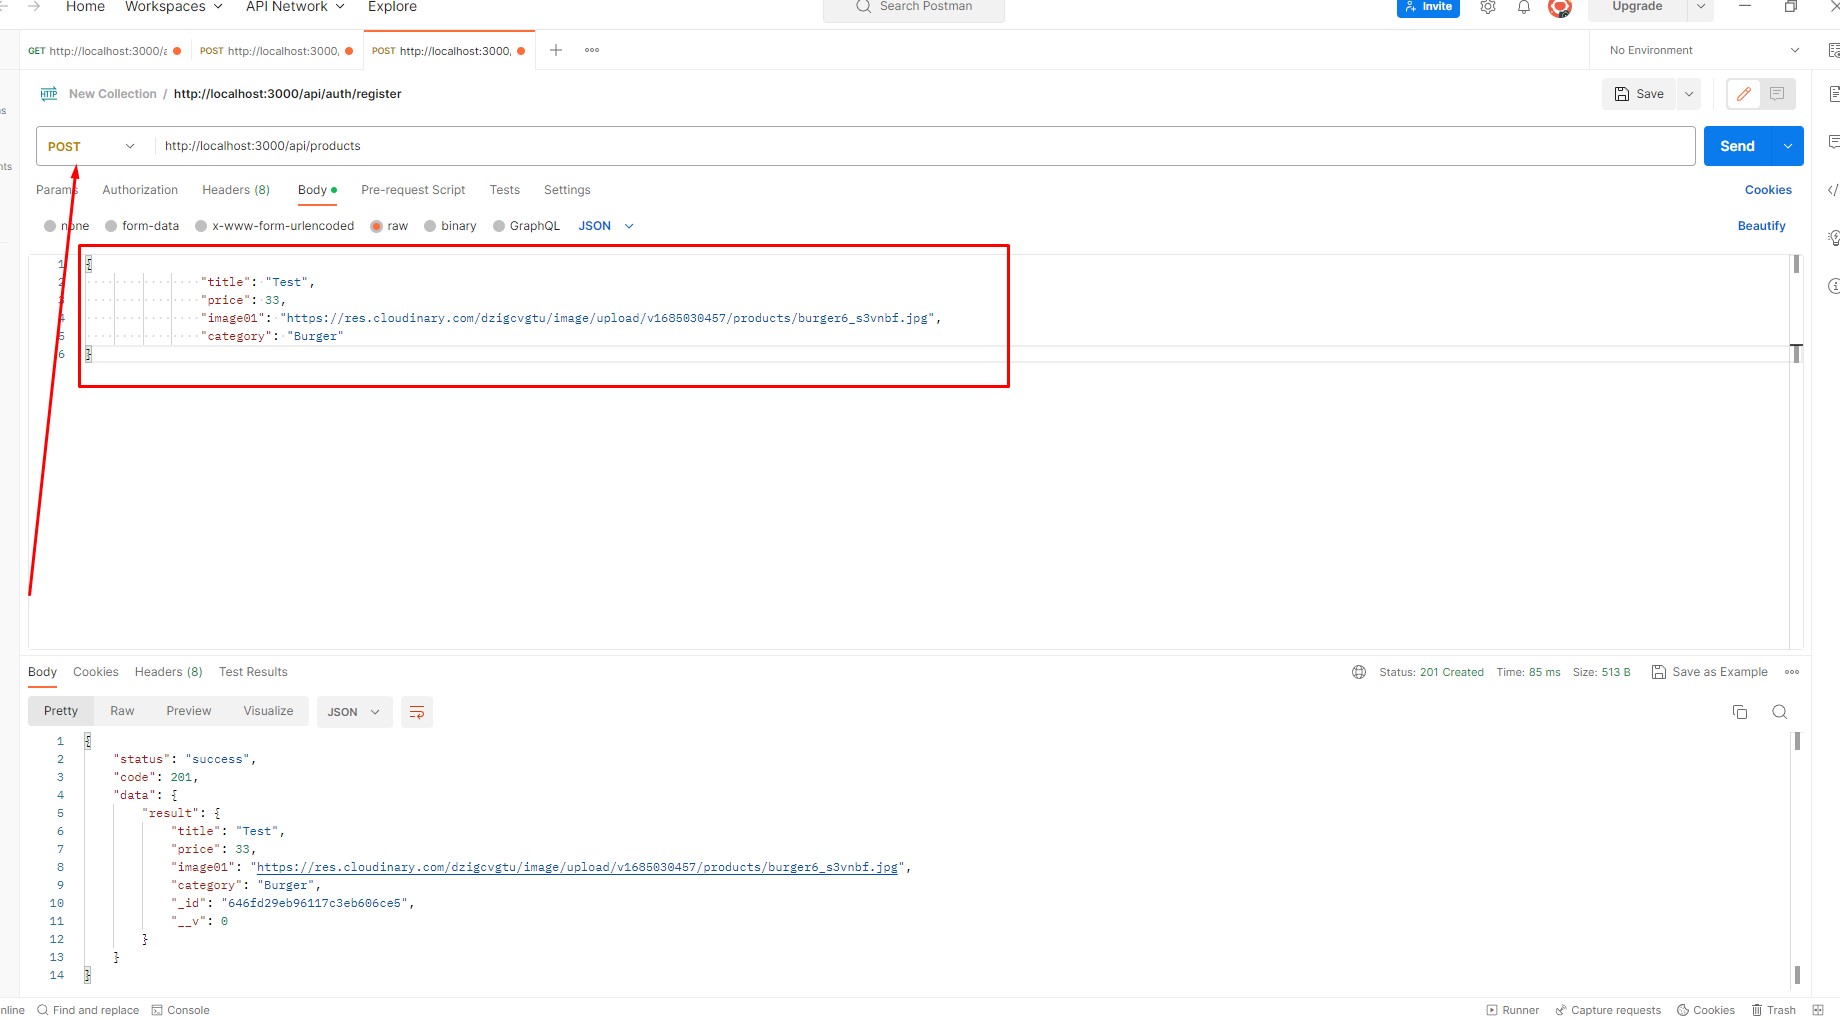 Home Workspaces API Network Explore Search Postman Invite Upgrade
GET http://localhost:3000/a POST http://localhost:3000, POST http://localhost:3000, No Environment
HTTP New Collection / http://localhost:3000/api/auth/register Save
POST http://localhost:3000/api/products Send
Params Authorization Headers (8) Body Pre-request Script Tests Settings Cookies
none form-data x-www-form-urlencoded raw binary GraphQL JSON Beautify
1 {
2 "title": "Test",
3 "price": 33,
4 "image01": "https://res.cloudinary.com/dzigcvgtu/image/upload/v1685030457/products/burger6_s3vnbf.jpg",
5 "category": "Burger"
6 }
Body Cookies Headers (8) Test Results Status: 201 Created Time: 85 ms Size: 513 B Save as Example
Pretty Raw Preview Visualize JSON
1 {
2 "status": "success",
3 "code": 201,
4 "data": {
5 "result": {
6 "title": "Test",
7 "price": 33,
8 "image01": "https://res.cloudinary.com/dzigcvgtu/image/upload/v1685030457/products/burger6_s3vnbf.jpg",
9 "category": "Burger",
10 "_id": "646fd29eb96117c3eb606ce5",
11 "__v": 0
12 }
13 }
14 }
nline Find and replace Console Runner Capture requests Cookies Trash